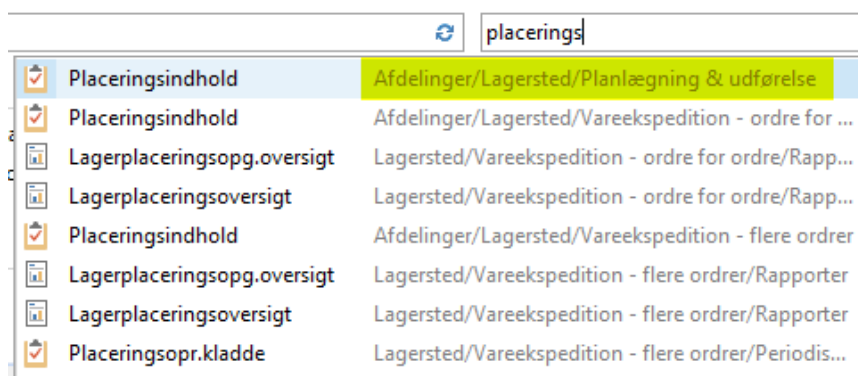 placerings
Placeringsindhold Afdelinger/Lagersted/Planlægning & udførelse
Placeringsindhold Afdelinger/Lagersted/Vareekspedition - ordre for ...
Lagerplaceringsopg.oversigt Lagersted/Vareekspedition - ordre for ordre/Rapp...
Lagerplaceringsoversigt Lagersted/Vareekspedition - ordre for ordre/Rapp...
Placeringsindhold Afdelinger/Lagersted/Vareekspedition - flere ordrer
Lagerplaceringsopg.oversigt Lagersted/Vareekspedition - flere ordrer/Rapporter
Lagerplaceringsoversigt Lagersted/Vareekspedition - flere ordrer/Rapporter
Placeringsopr.kladde Lagersted/Vareekspedition - flere ordrer/Periodis...